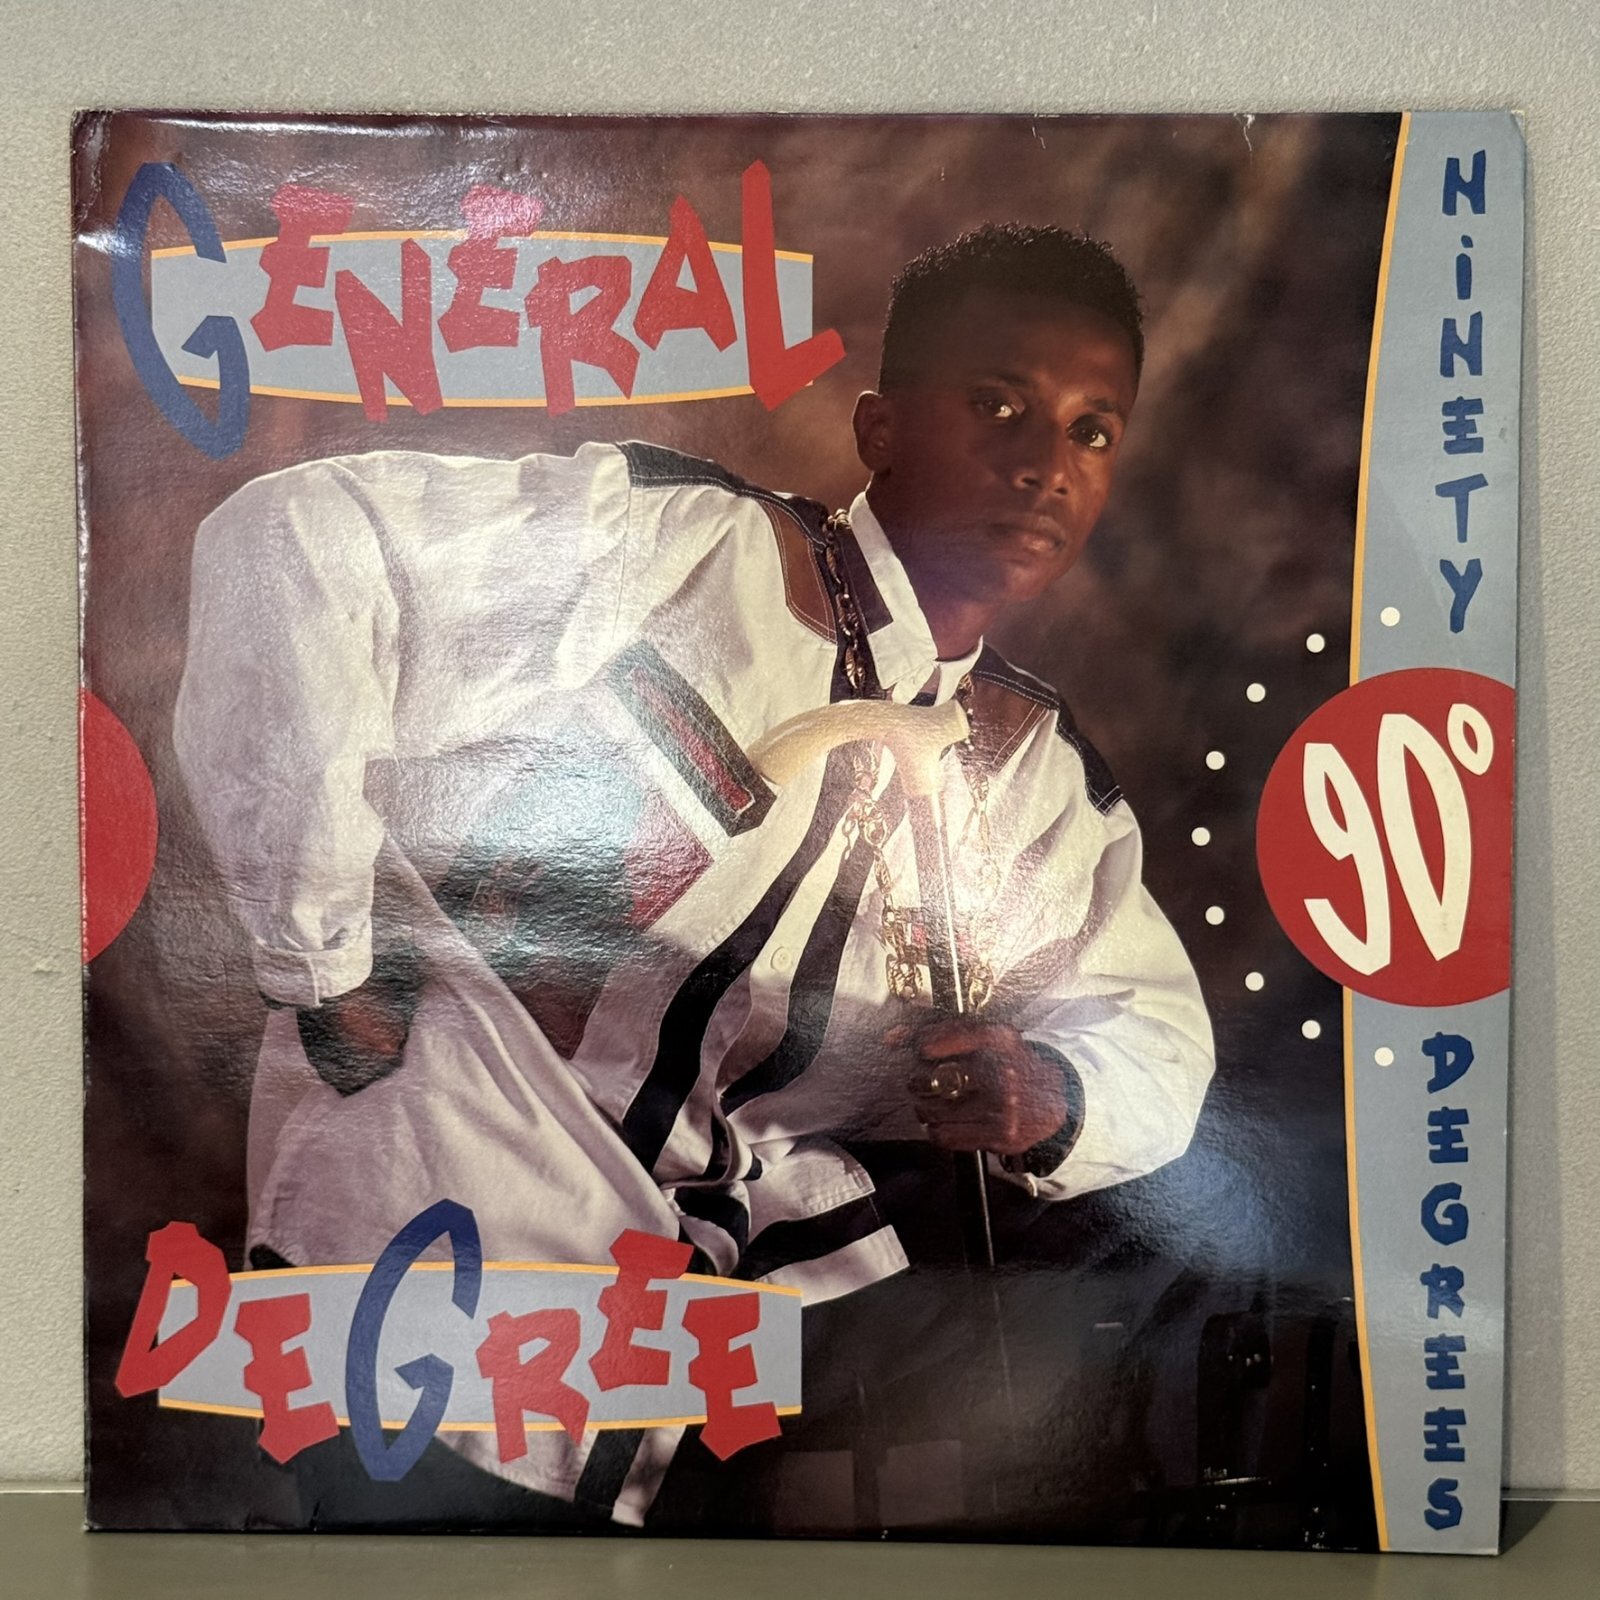 GENERAL
DEGREE
NiNETY
90°
DEGREES